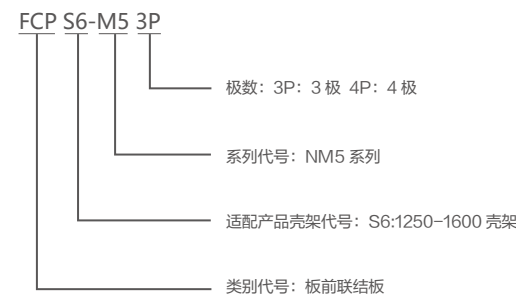 FCP S6-M5 3P
极数：3P：3 极 4P：4 极
系列代号：NM5 系列
适配产品壳架代号：S6:1250-1600 壳架
类别代号：板前联结板